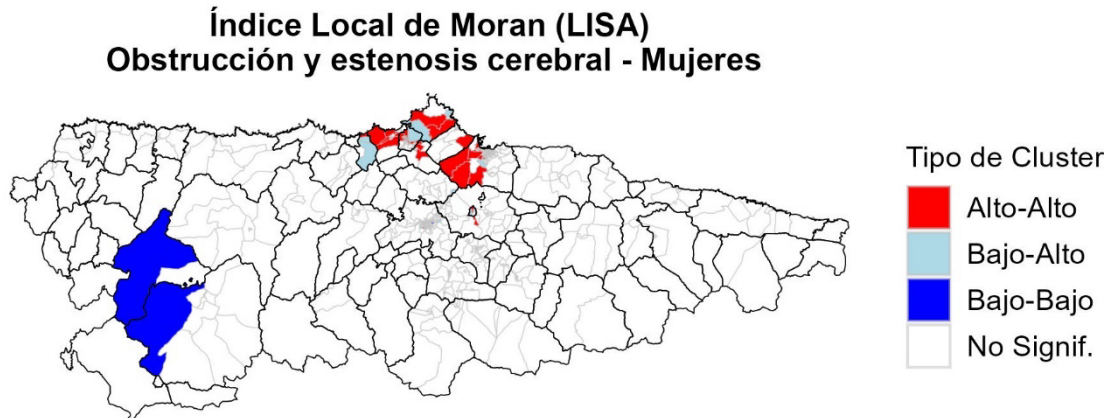 Índice Local de Moran (LISA)
Obstrucción y estenosis cerebral - Mujeres
Tipo de Cluster
Alto-Alto
Bajo-Alto
Bajo-Bajo
No Signif.